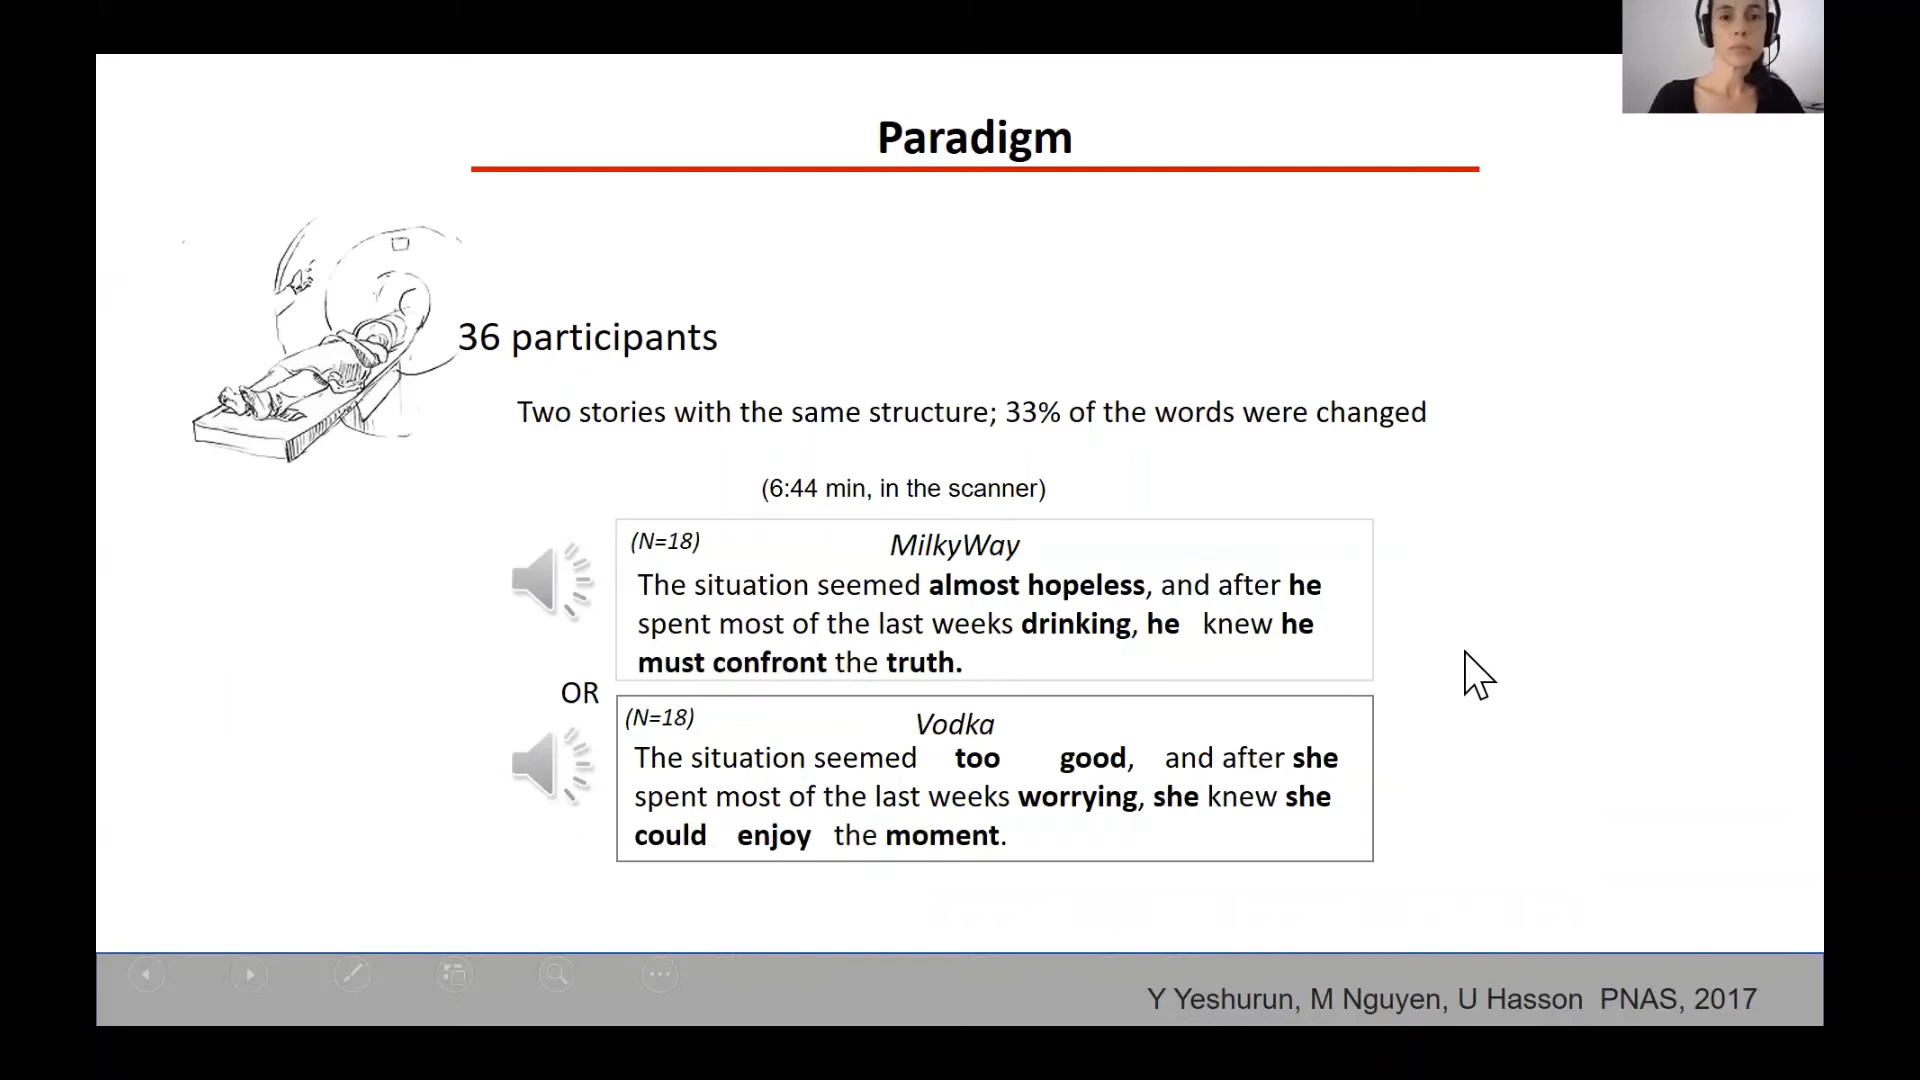 Paradigm
36 participants
Two stories with the same structure; 33% of the words were changed
(6:44 min, in the scanner)
(N=18)
MilkyWay
The situation seemed almost hopeless, and after he
spent most of the last weeks drinking, he knew he
must confront the truth.
OR
(N=18)
Vodka
The situation seemed too good, and after she
spent most of the last weeks worrying, she knew she
could enjoy the moment.
Y Yeshurun, M Nguyen, U Hasson PNAS, 2017